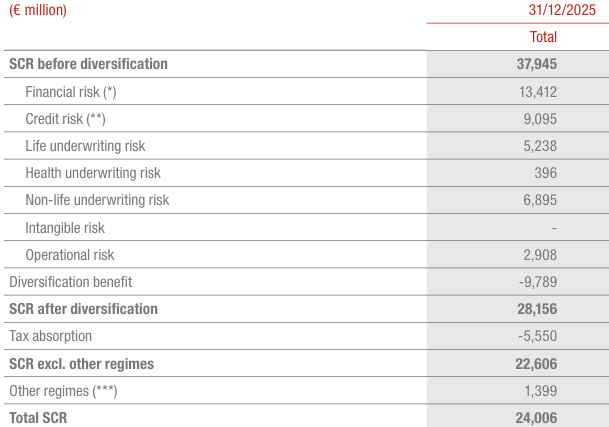 (€ million) 31/12/2025
Total
SCR before diversification 37,945
Financial risk (*) 13,412
Credit risk (**) 9,095
Life underwriting risk 5,238
Health underwriting risk 396
Non-life underwriting risk 6,895
Intangible risk -
Operational risk 2,908
Diversification benefit -9,789
SCR after diversification 28,156
Tax absorption -5,550
SCR excl. other regimes 22,606
Other regimes (***) 1,399
Total SCR 24,006